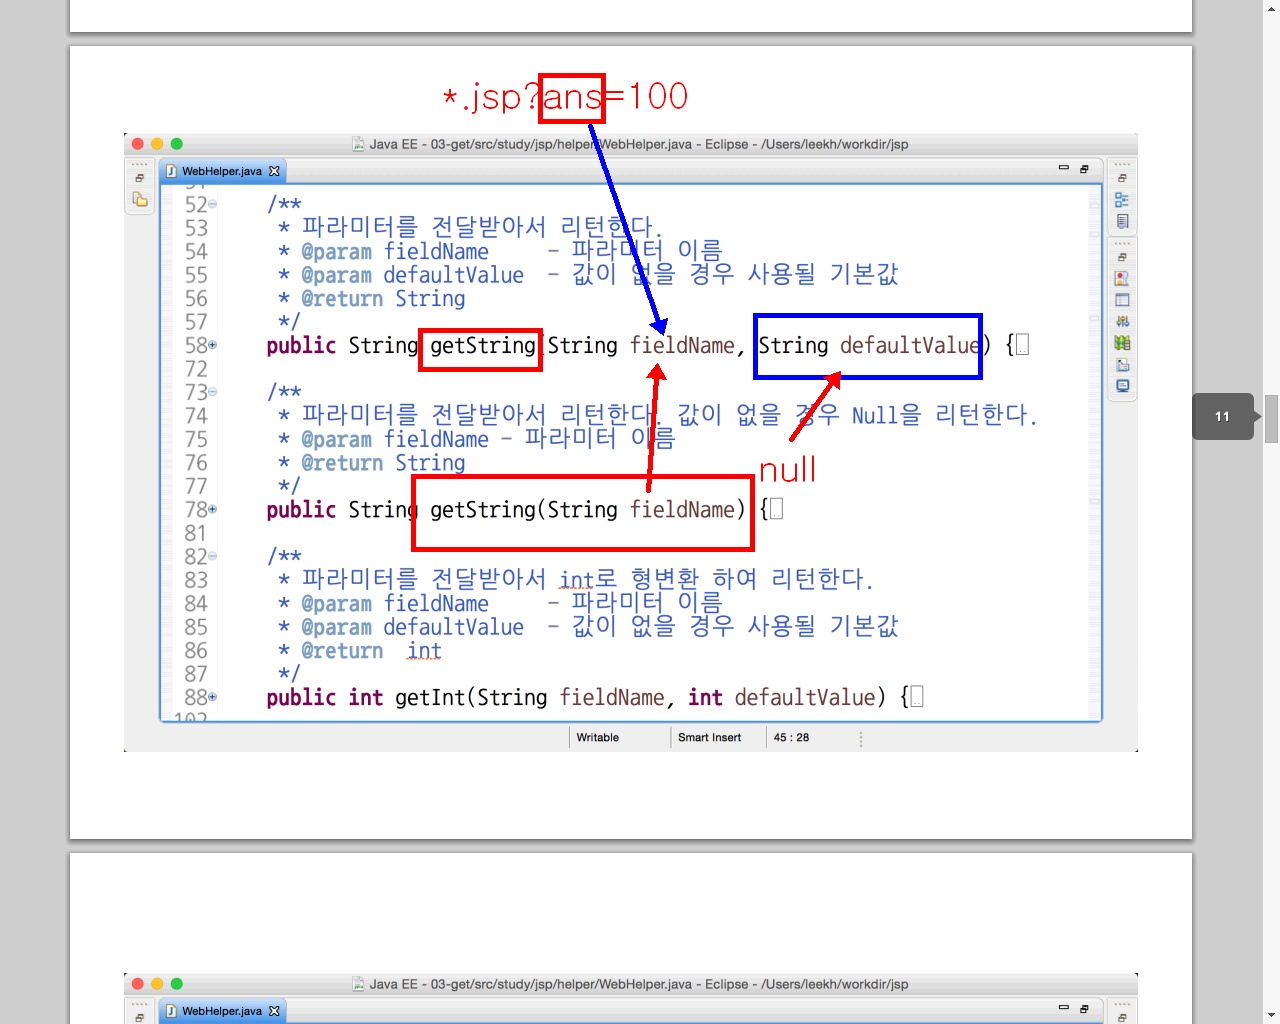 *.jsp?ans=100
Java EE - 03-get/src/study/jsp/helper/WebHelper.java - Eclipse - /Users/leekh/workdir/jsp
WebHelper.java
52 /**
53 * 파라미터를 전달받아서 리턴한다.
54 * @param fieldName - 파라미터 이름
55 * @param defaultValue - 값이 없을 경우 사용될 기본값
56 * @return String
57 */
58 public String getString(String fieldName, String defaultValue) {
72
73 /**
74 * 파라미터를 전달받아서 리턴한다. 값이 없을 경우 Null을 리턴한다.
75 * @param fieldName - 파라미터 이름
76 * @return String
null
77 */
78 public String getString(String fieldName) {
81
82 /**
83 * 파라미터를 전달받아서 int로 형변환 하여 리턴한다.
84 * @param fieldName - 파라미터 이름
85 * @param defaultValue - 값이 없을 경우 사용될 기본값
86 * @return int
87 */
88 public int getInt(String fieldName, int defaultValue) {
Writable Smart Insert 45 : 28
11
Java EE - 03-get/src/study/jsp/helper/WebHelper.java - Eclipse - /Users/leekh/workdir/jsp
WebHelper.java